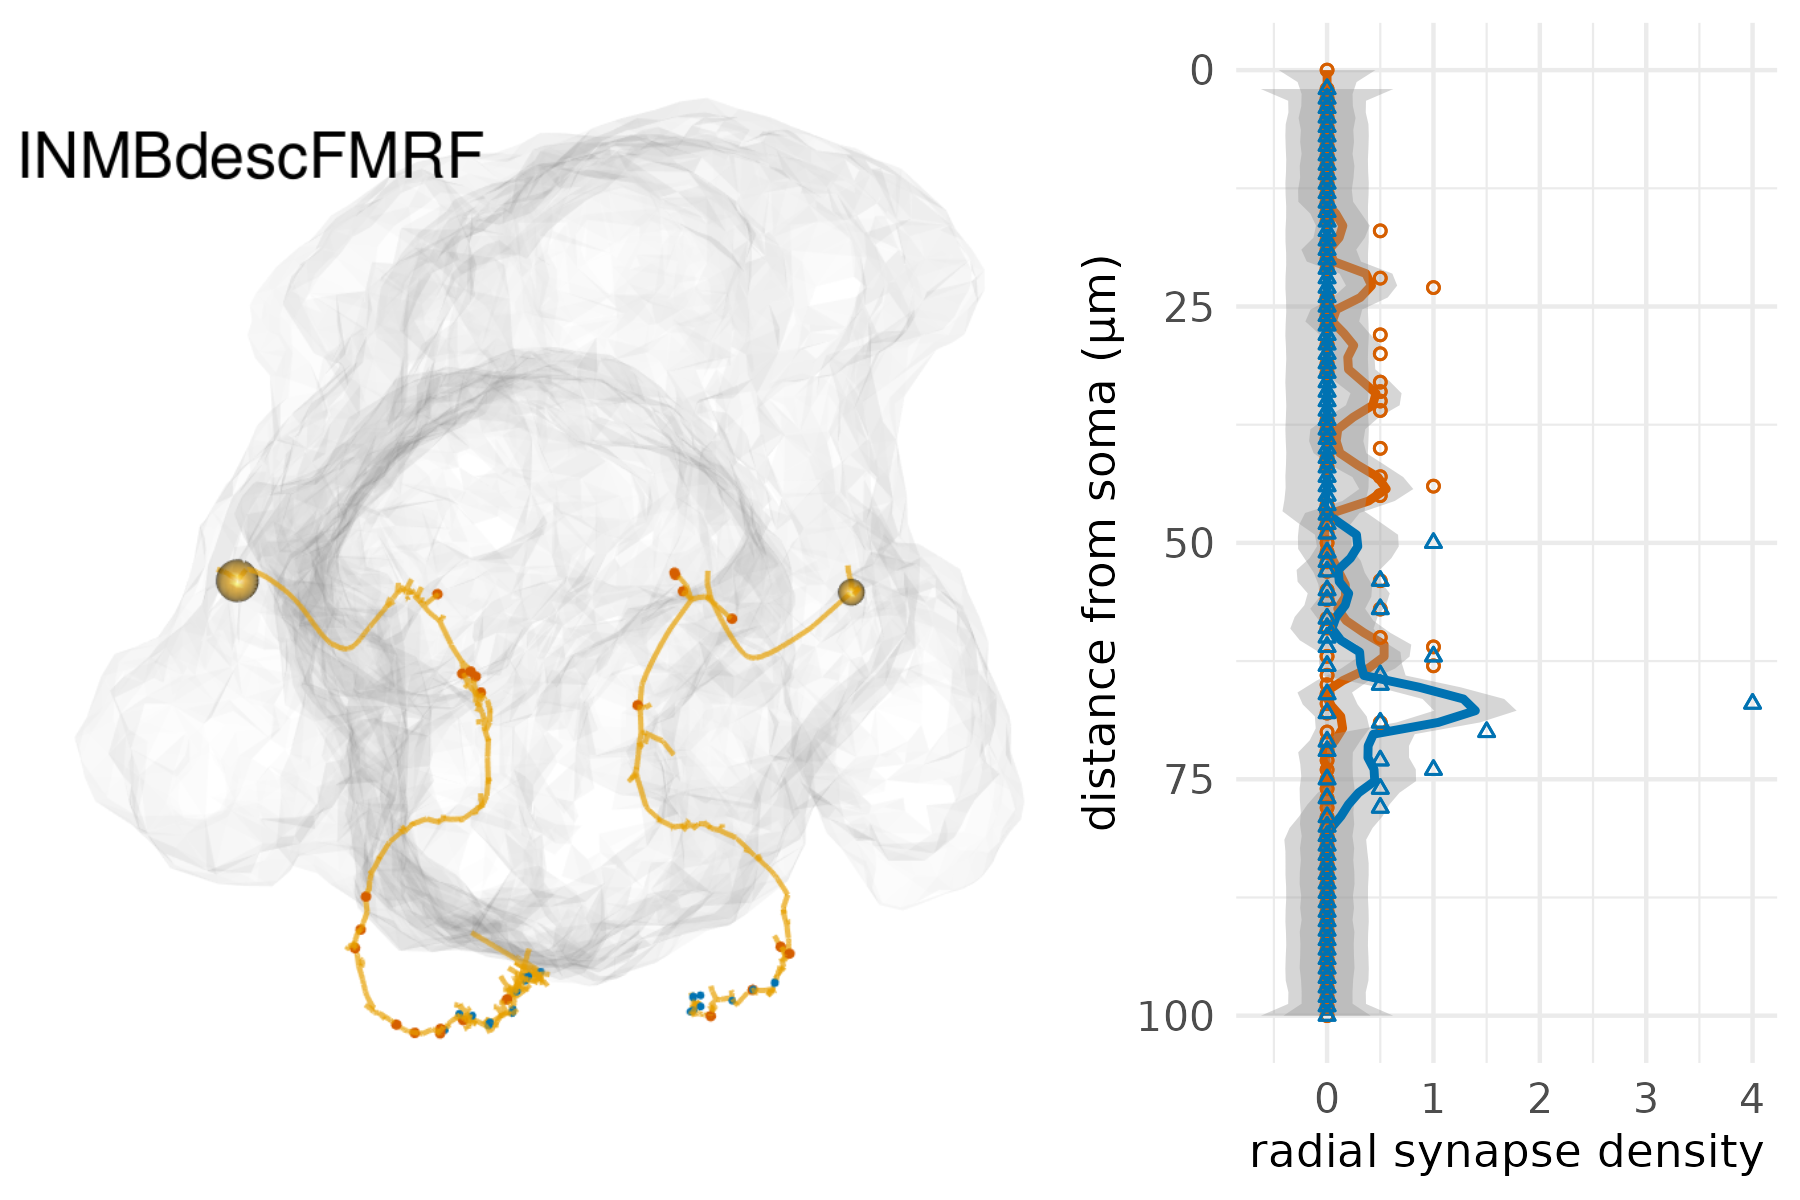 INMBdescFMRF
distance from soma (μm)
0
25
50
75
100
0 1 2 3 4
radial synapse density